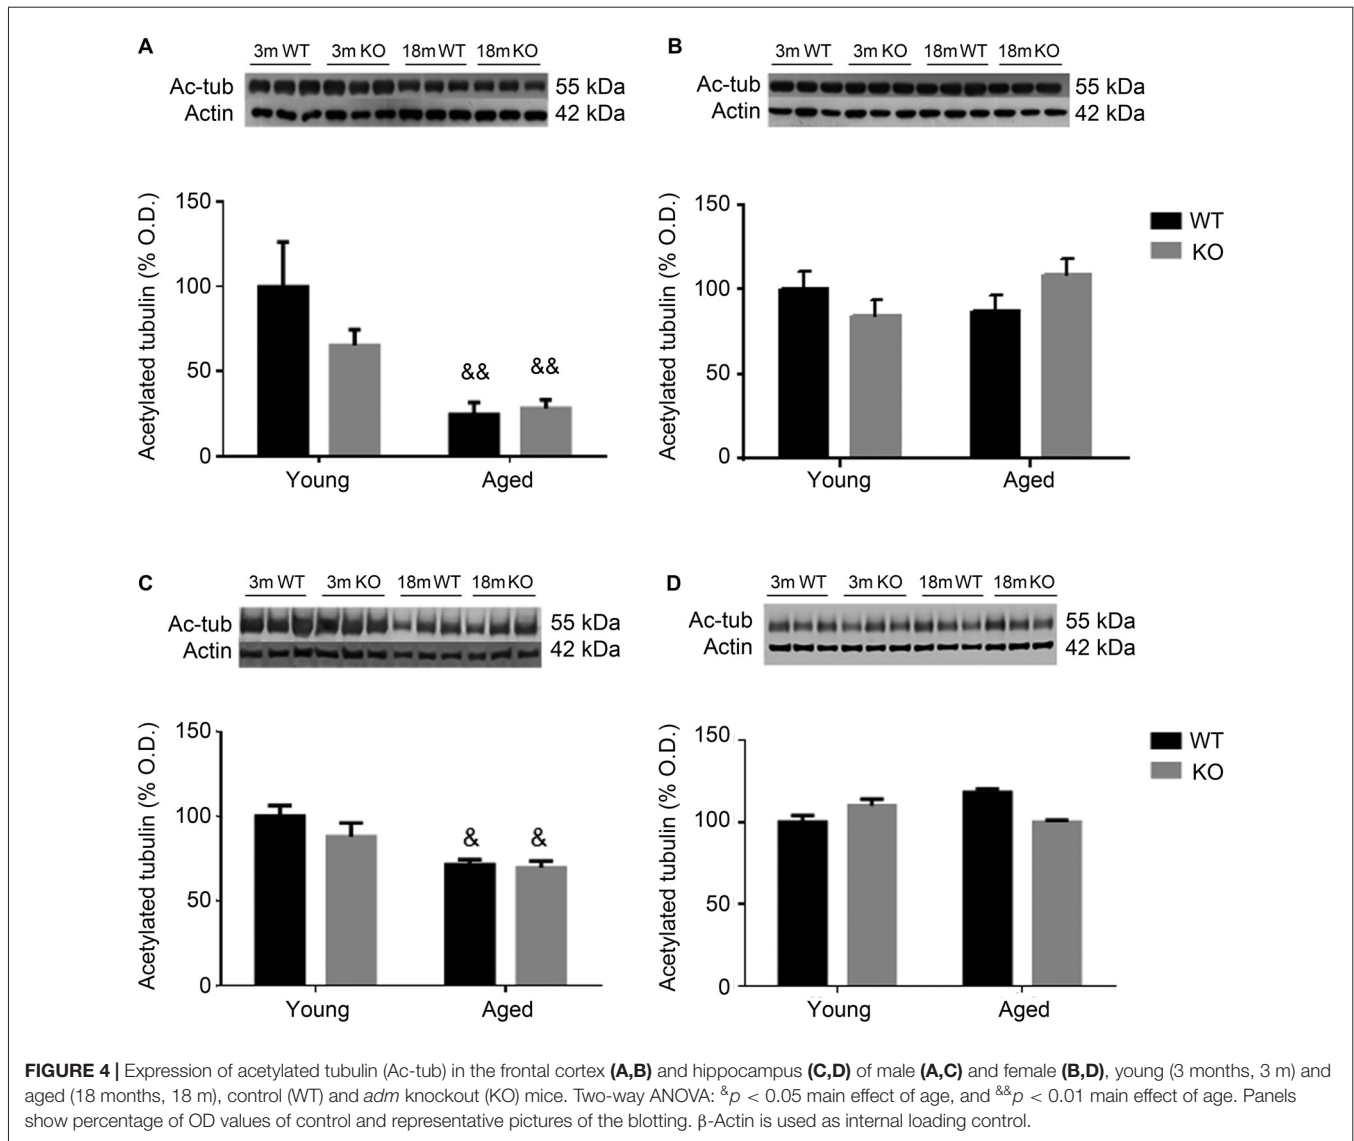 A
3m WT 3m KO 18m WT 18m KO
Ac-tub 55 kDa
Actin 42 kDa
Acetylated tubulin (% O.D.)
150
100
50
0
&& &&
Young Aged
B
3m WT 3m KO 18m WT 18m KO
Ac-tub 55 kDa
Actin 42 kDa
Acetylated tubulin (% O.D.)
150
100
50
0
Young Aged
WT
KO
C
3m WT 3m KO 18m WT 18m KO
Ac-tub 55 kDa
Actin 42 kDa
Acetylated tubulin (% O.D.)
150
100
50
0
& &
Young Aged
D
3m WT 3m KO 18m WT 18m KO
Ac-tub 55 kDa
Actin 42 kDa
Acetylated tubulin (% O.D.)
150
100
50
0
Young Aged
WT
KO
FIGURE 4 | Expression of acetylated tubulin (Ac-tub) in the frontal cortex (A,B) and hippocampus (C,D) of male (A,C) and female (B,D), young (3 months, 3 m) and
aged (18 months, 18 m), control (WT) and adm knockout (KO) mice. Two-way ANOVA: &p < 0.05 main effect of age, and &&p < 0.01 main effect of age. Panels
show percentage of OD values of control and representative pictures of the blotting. β-Actin is used as internal loading control.